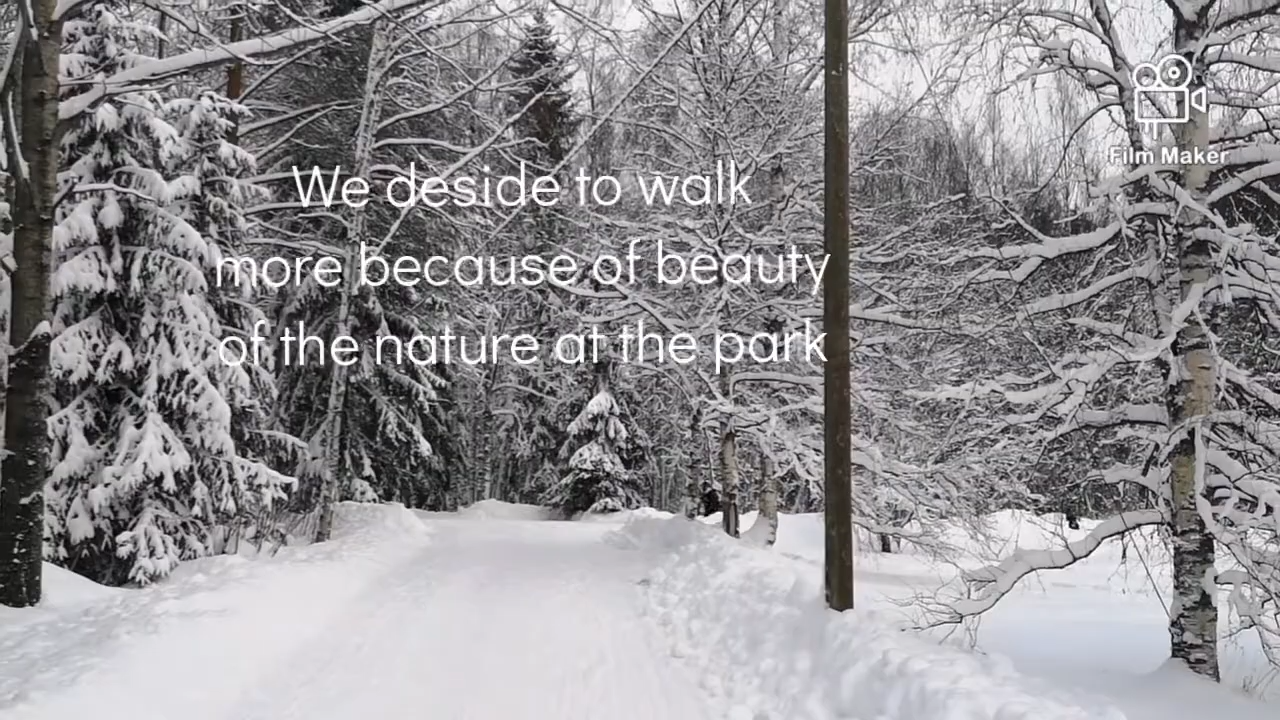 We deside to walk
more because of beauty
of the nature at the park
Film Maker